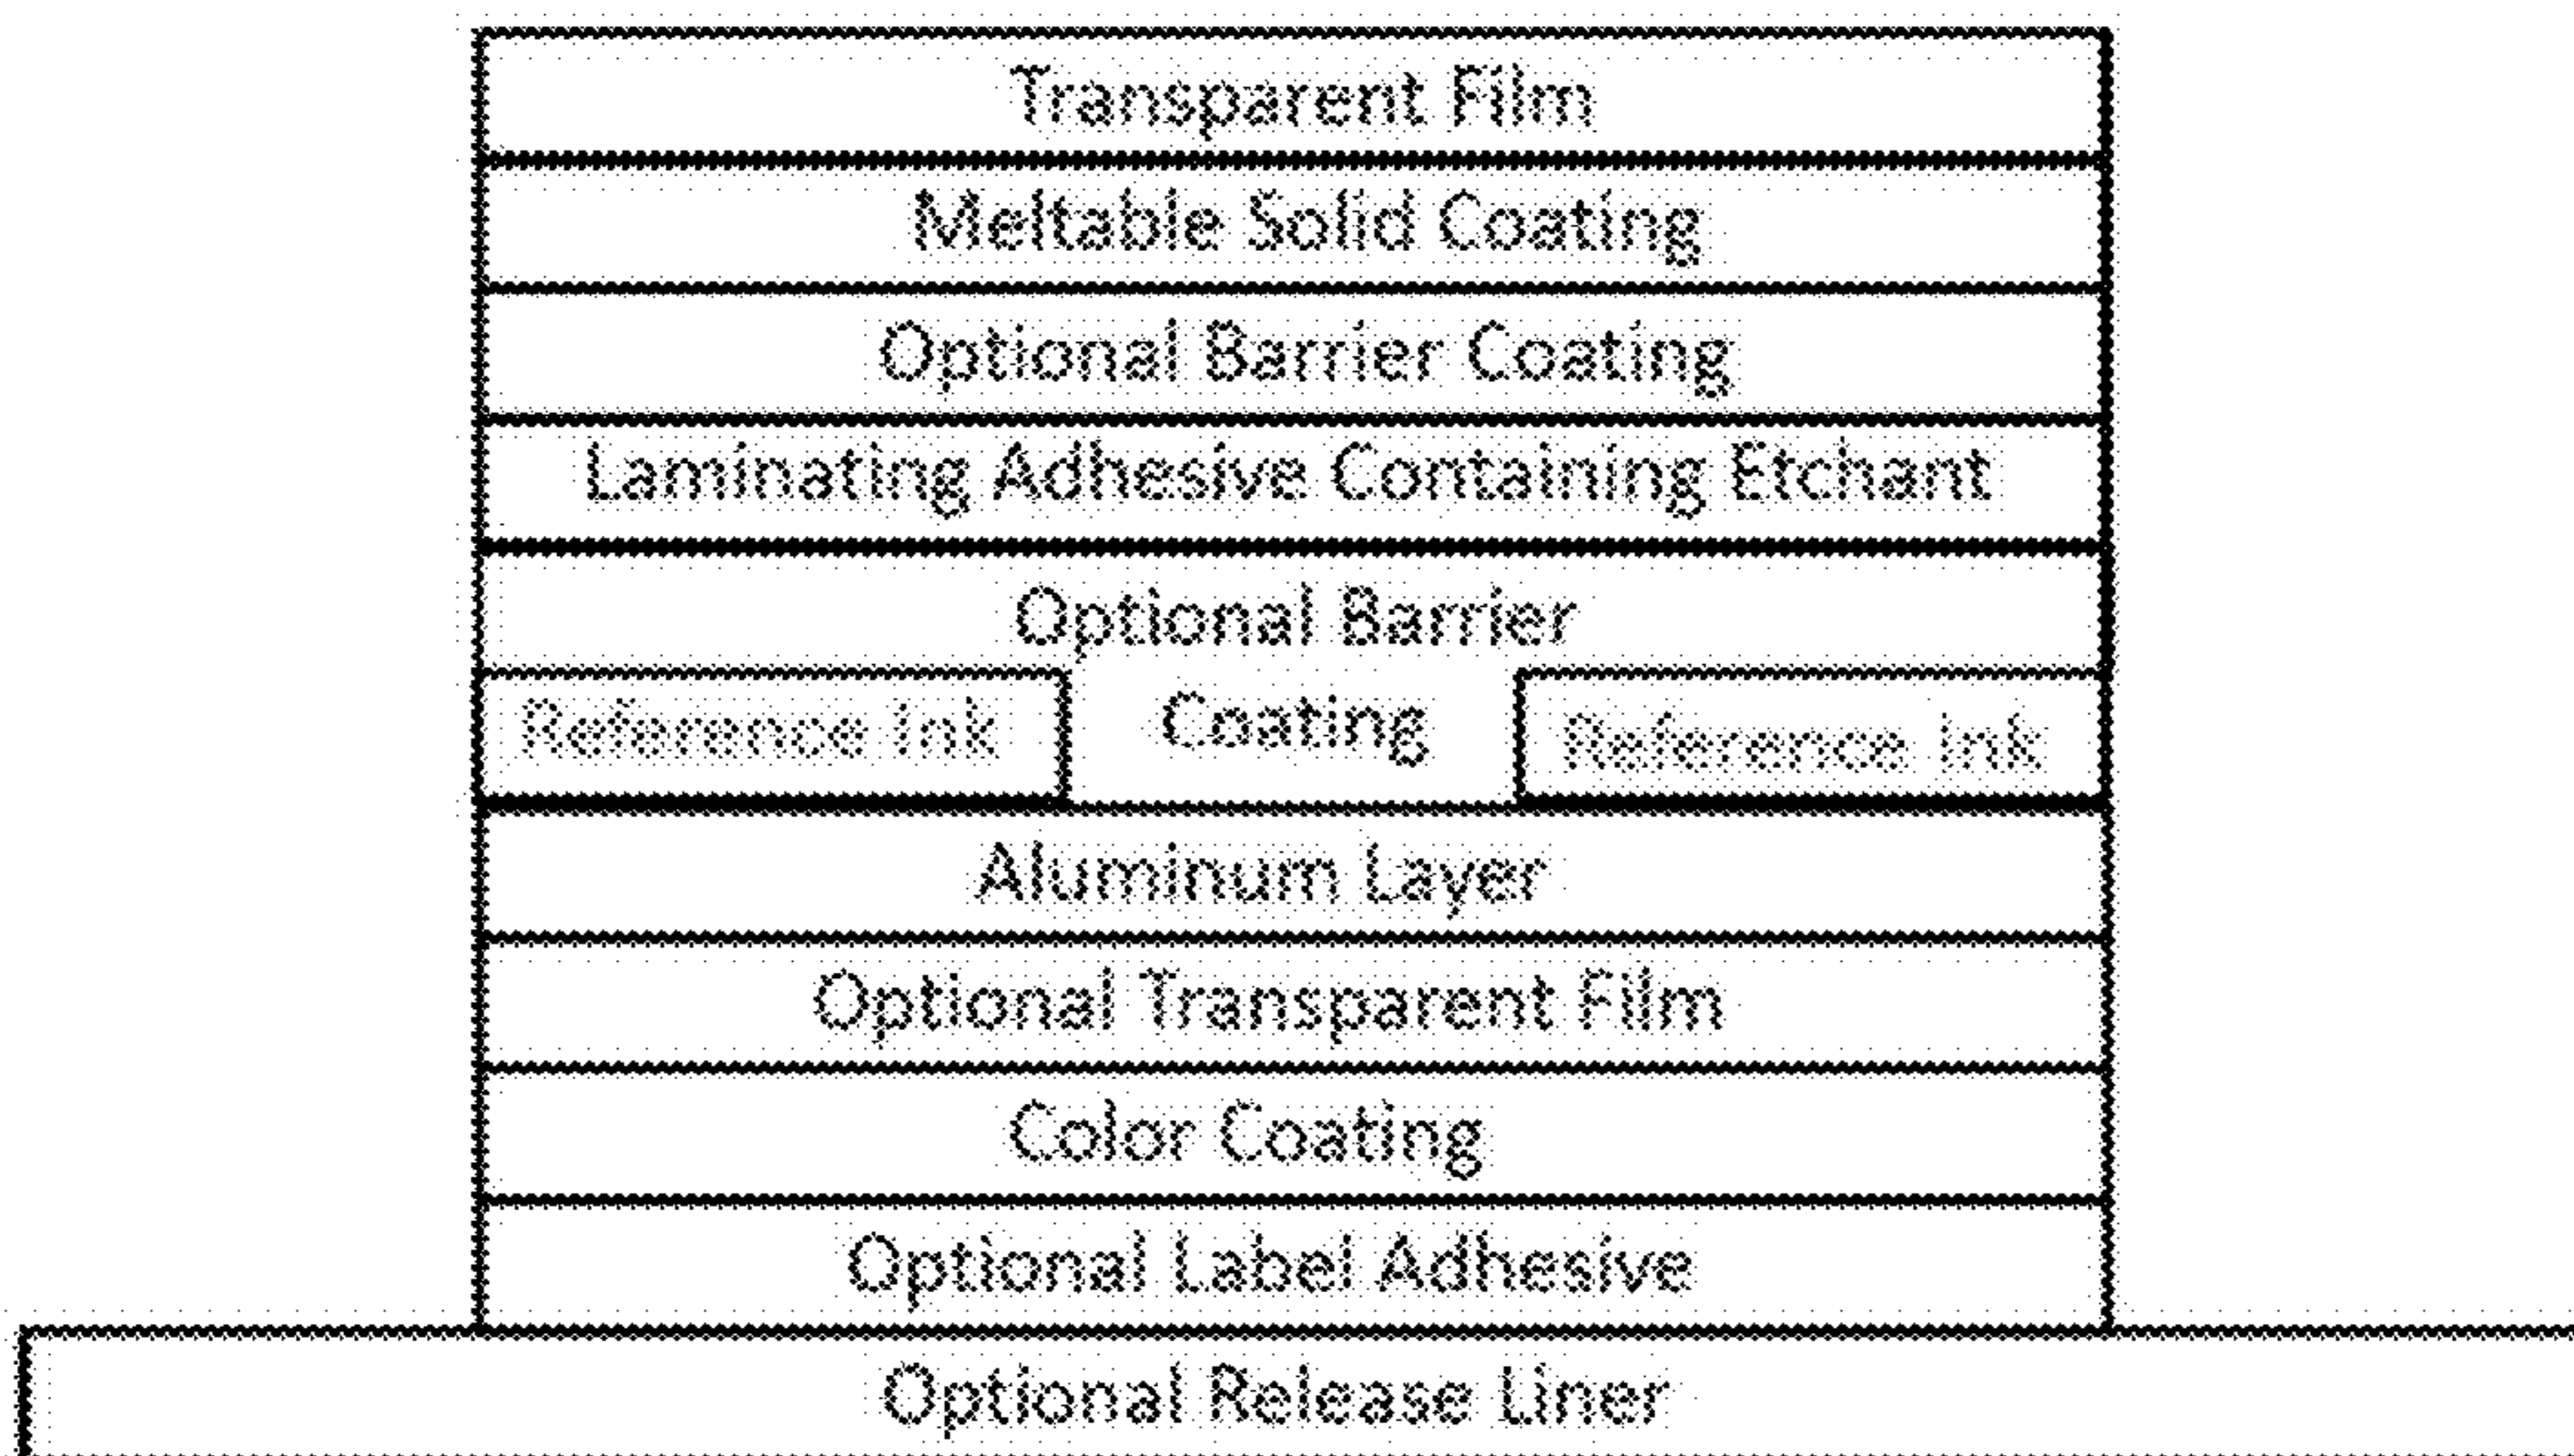 Transparent Film
Meltable Solid Coating
Optional Barrier Coating
Laminating Adhesive Containing Etchant
Optional Barrier
Coating
Reference Ink
Reference Ink
Aluminum Layer
Optional Transparent Film
Color Coating
Optional Label Adhesive
Optional Release Liner